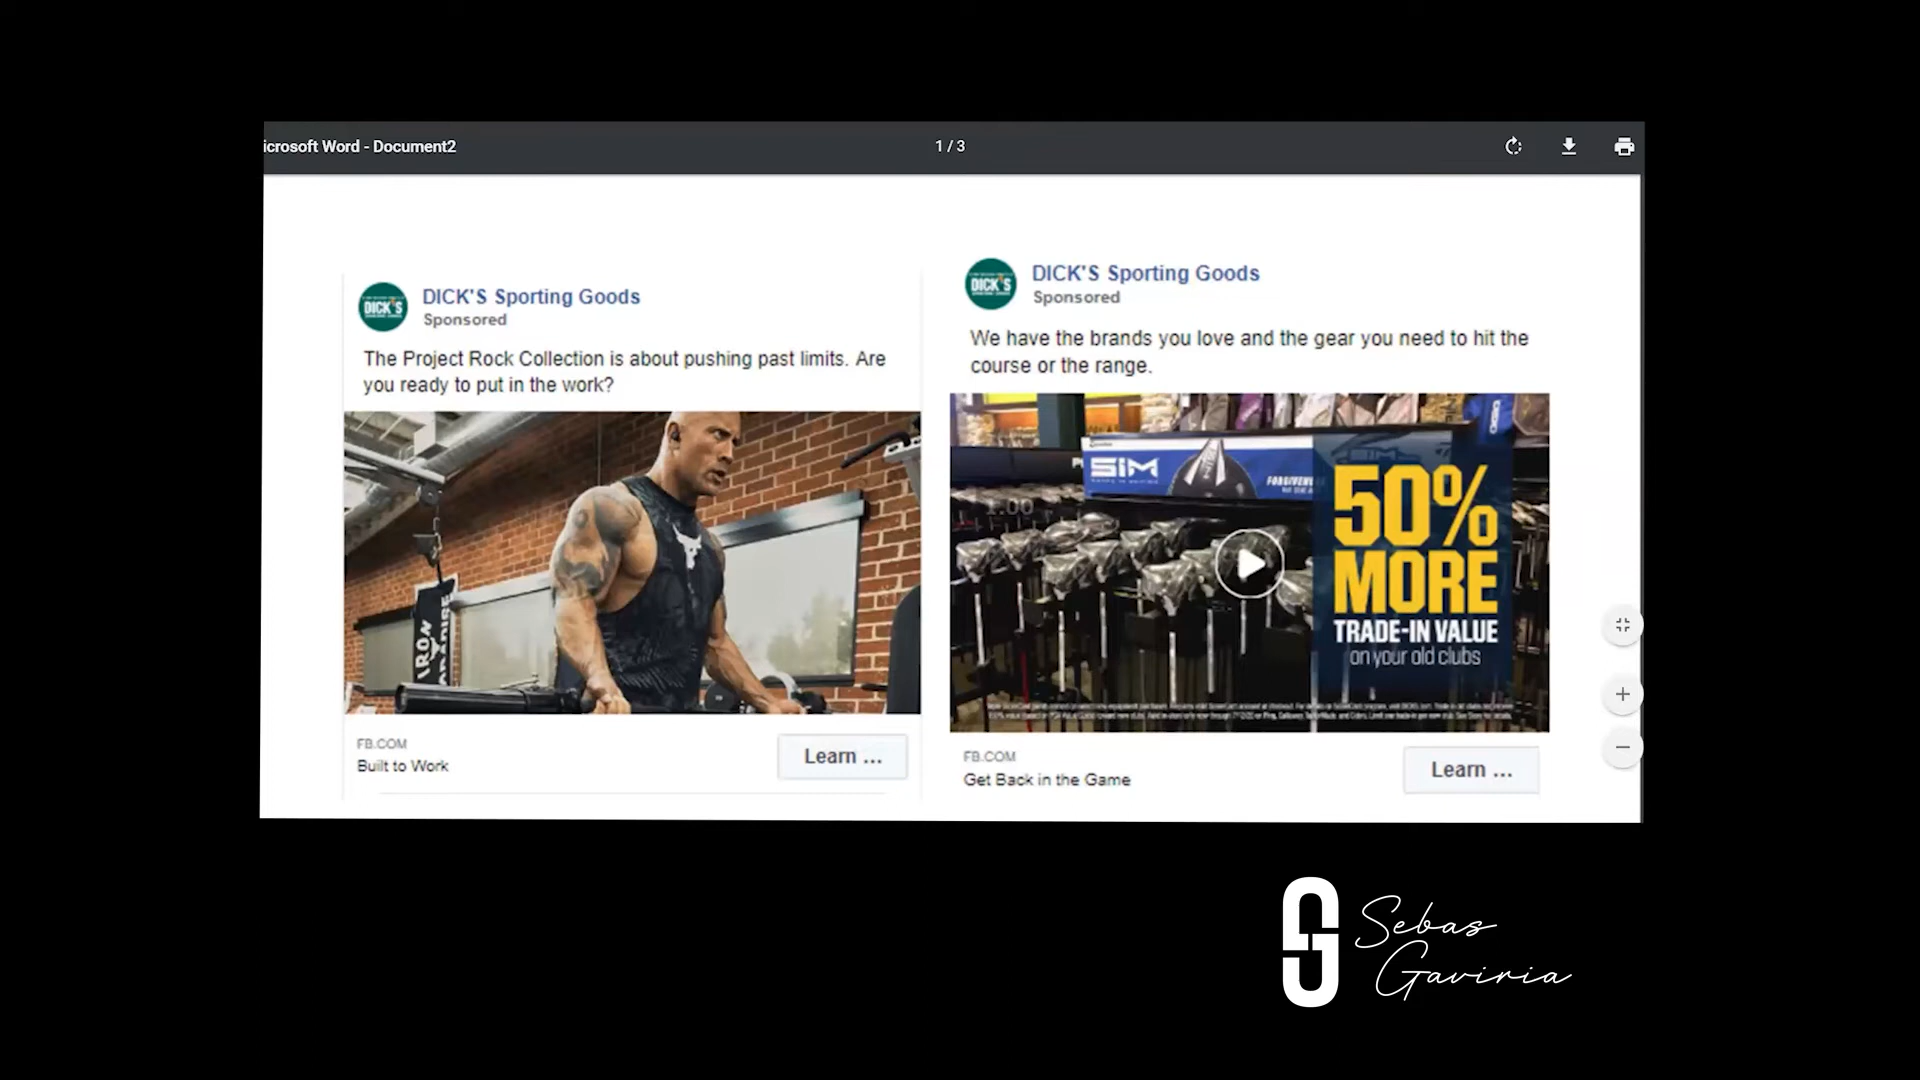 icrosoft Word - Document2
1 / 3
DICK'S
DICK'S Sporting Goods
Sponsored
The Project Rock Collection is about pushing past limits. Are
you ready to put in the work?
IRON
FB.COM
Built to Work
Learn ...
DICK'S
DICK'S Sporting Goods
Sponsored
We have the brands you love and the gear you need to hit the
course or the range.
SIM
50%
MORE
TRADE-IN VALUE
on your old clubs
FB.COM
Get Back in the Game
Learn ...
Sebas
Gaviria